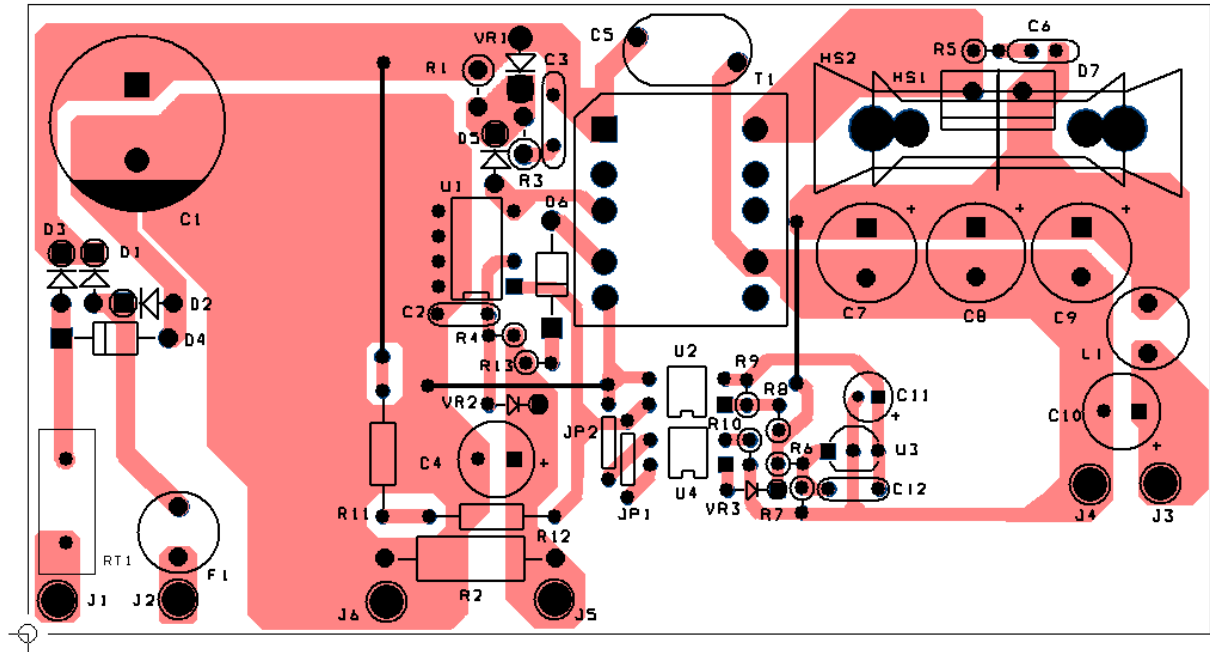 VR1
C5
C6
R5
HS2
HS1
D7
R1
C3
T1
D5
R3
U1
D6
C1
+
+
+
D3
D1
D2
C2
C7
C8
C9
R4
D4
L1
R13
U2
R9
R8
VR2
C11
+
C10
+
JP2
R10
C4
+
R6
U3
U4
C12
R11
JP1
VR3
R7
R12
J4
J3
RT1
F1
J1
J2
R2
J6
J5